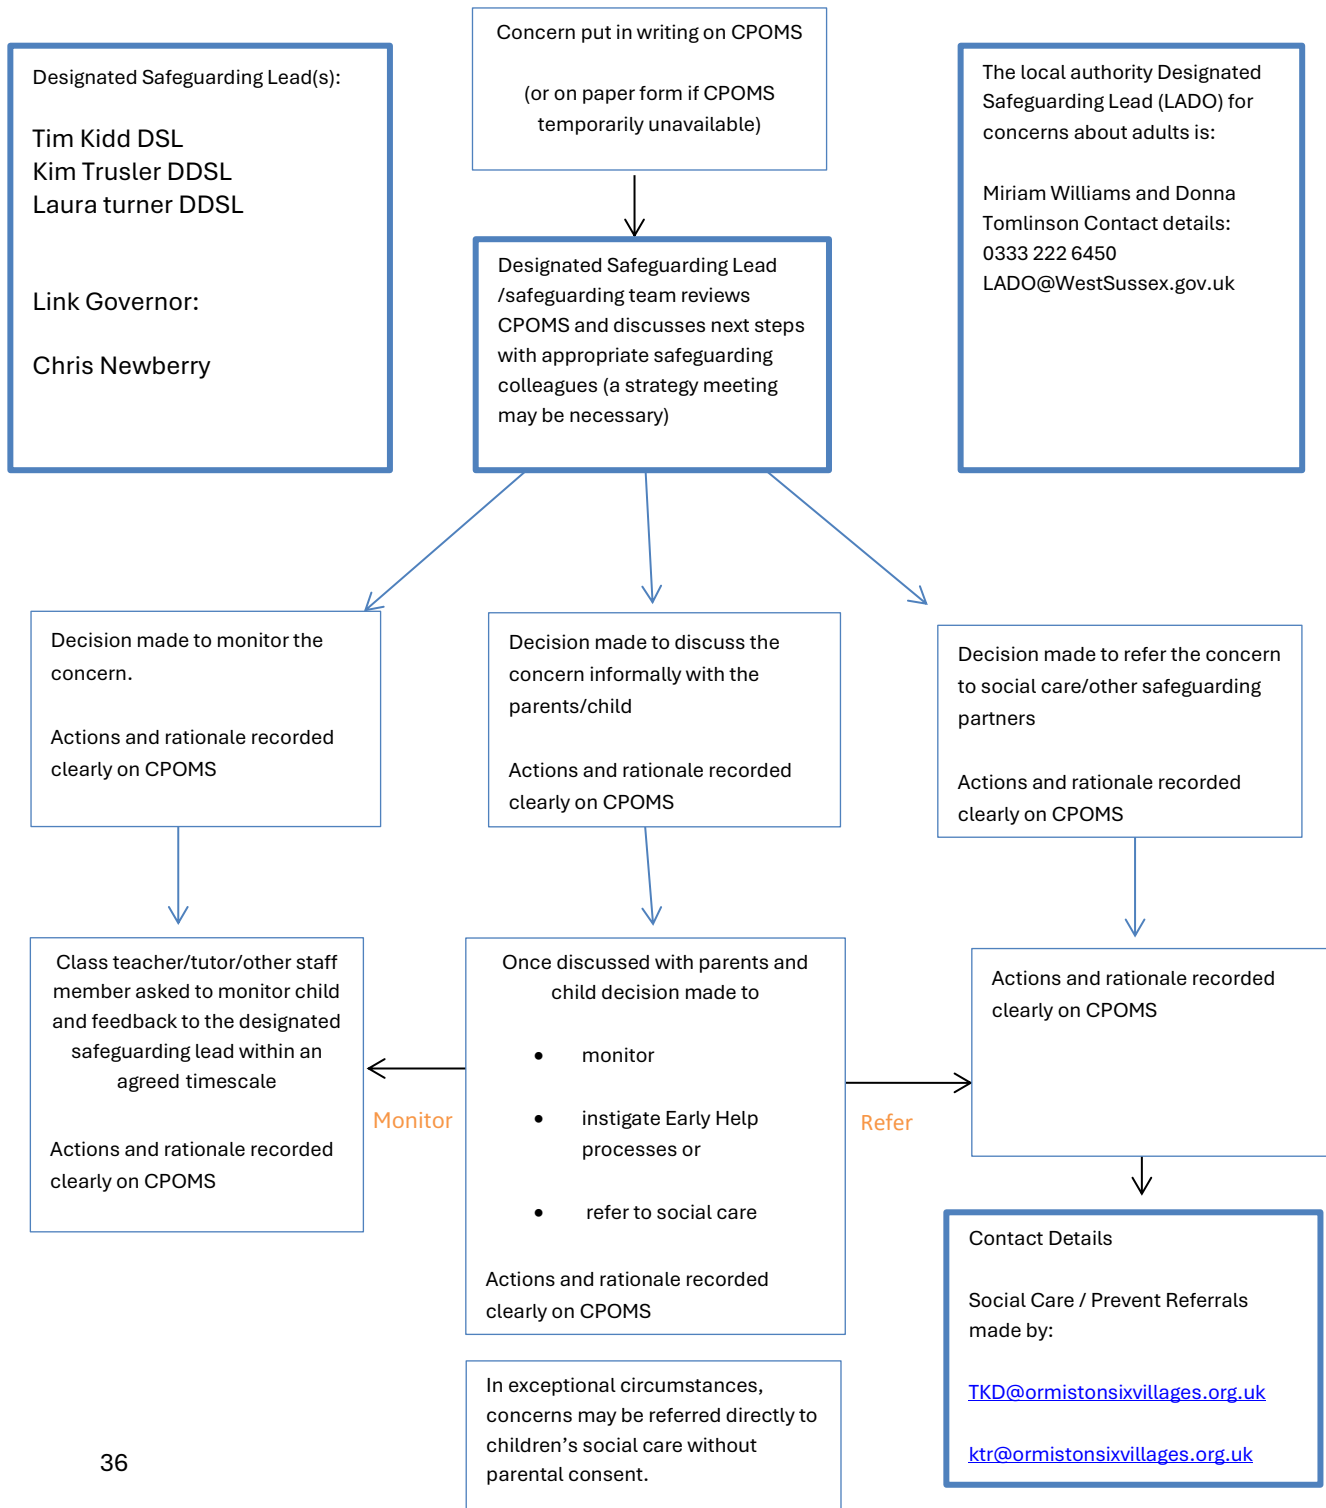 Concern put in writing on CPOMS
(or on paper form if CPOMS
temporarily unavailable)
Designated Safeguarding Lead(s):
Tim Kidd DSL
Kim Trusler DDSL
Laura turner DDSL
Link Governor:
Chris Newberry
The local authority Designated
Safeguarding Lead (LADO) for
concerns about adults is:
Miriam Williams and Donna
Tomlinson Contact details:
0333 222 6450
LADO@WestSussex.gov.uk
Designated Safeguarding Lead
/safeguarding team reviews
CPOMS and discusses next steps
with appropriate safeguarding
colleagues (a strategy meeting
may be necessary)
Decision made to monitor the
concern.
Actions and rationale recorded
clearly on CPOMS
Decision made to discuss the
concern informally with the
parents/child
Actions and rationale recorded
clearly on CPOMS
Decision made to refer the concern
to social care/other safeguarding
partners
Actions and rationale recorded
clearly on CPOMS
Class teacher/tutor/other staff
member asked to monitor child
and feedback to the designated
safeguarding lead within an
agreed timescale
Actions and rationale recorded
clearly on CPOMS
Monitor
Once discussed with parents and
child decision made to
• monitor
• instigate Early Help
processes or
• refer to social care
Actions and rationale recorded
clearly on CPOMS
Refer
Actions and rationale recorded
clearly on CPOMS
Contact Details
Social Care / Prevent Referrals
made by:
TKD@ormistonsixvillages.org.uk
ktr@ormistonsixvillages.org.uk
In exceptional circumstances,
concerns may be referred directly to
children’s social care without
parental consent.
36